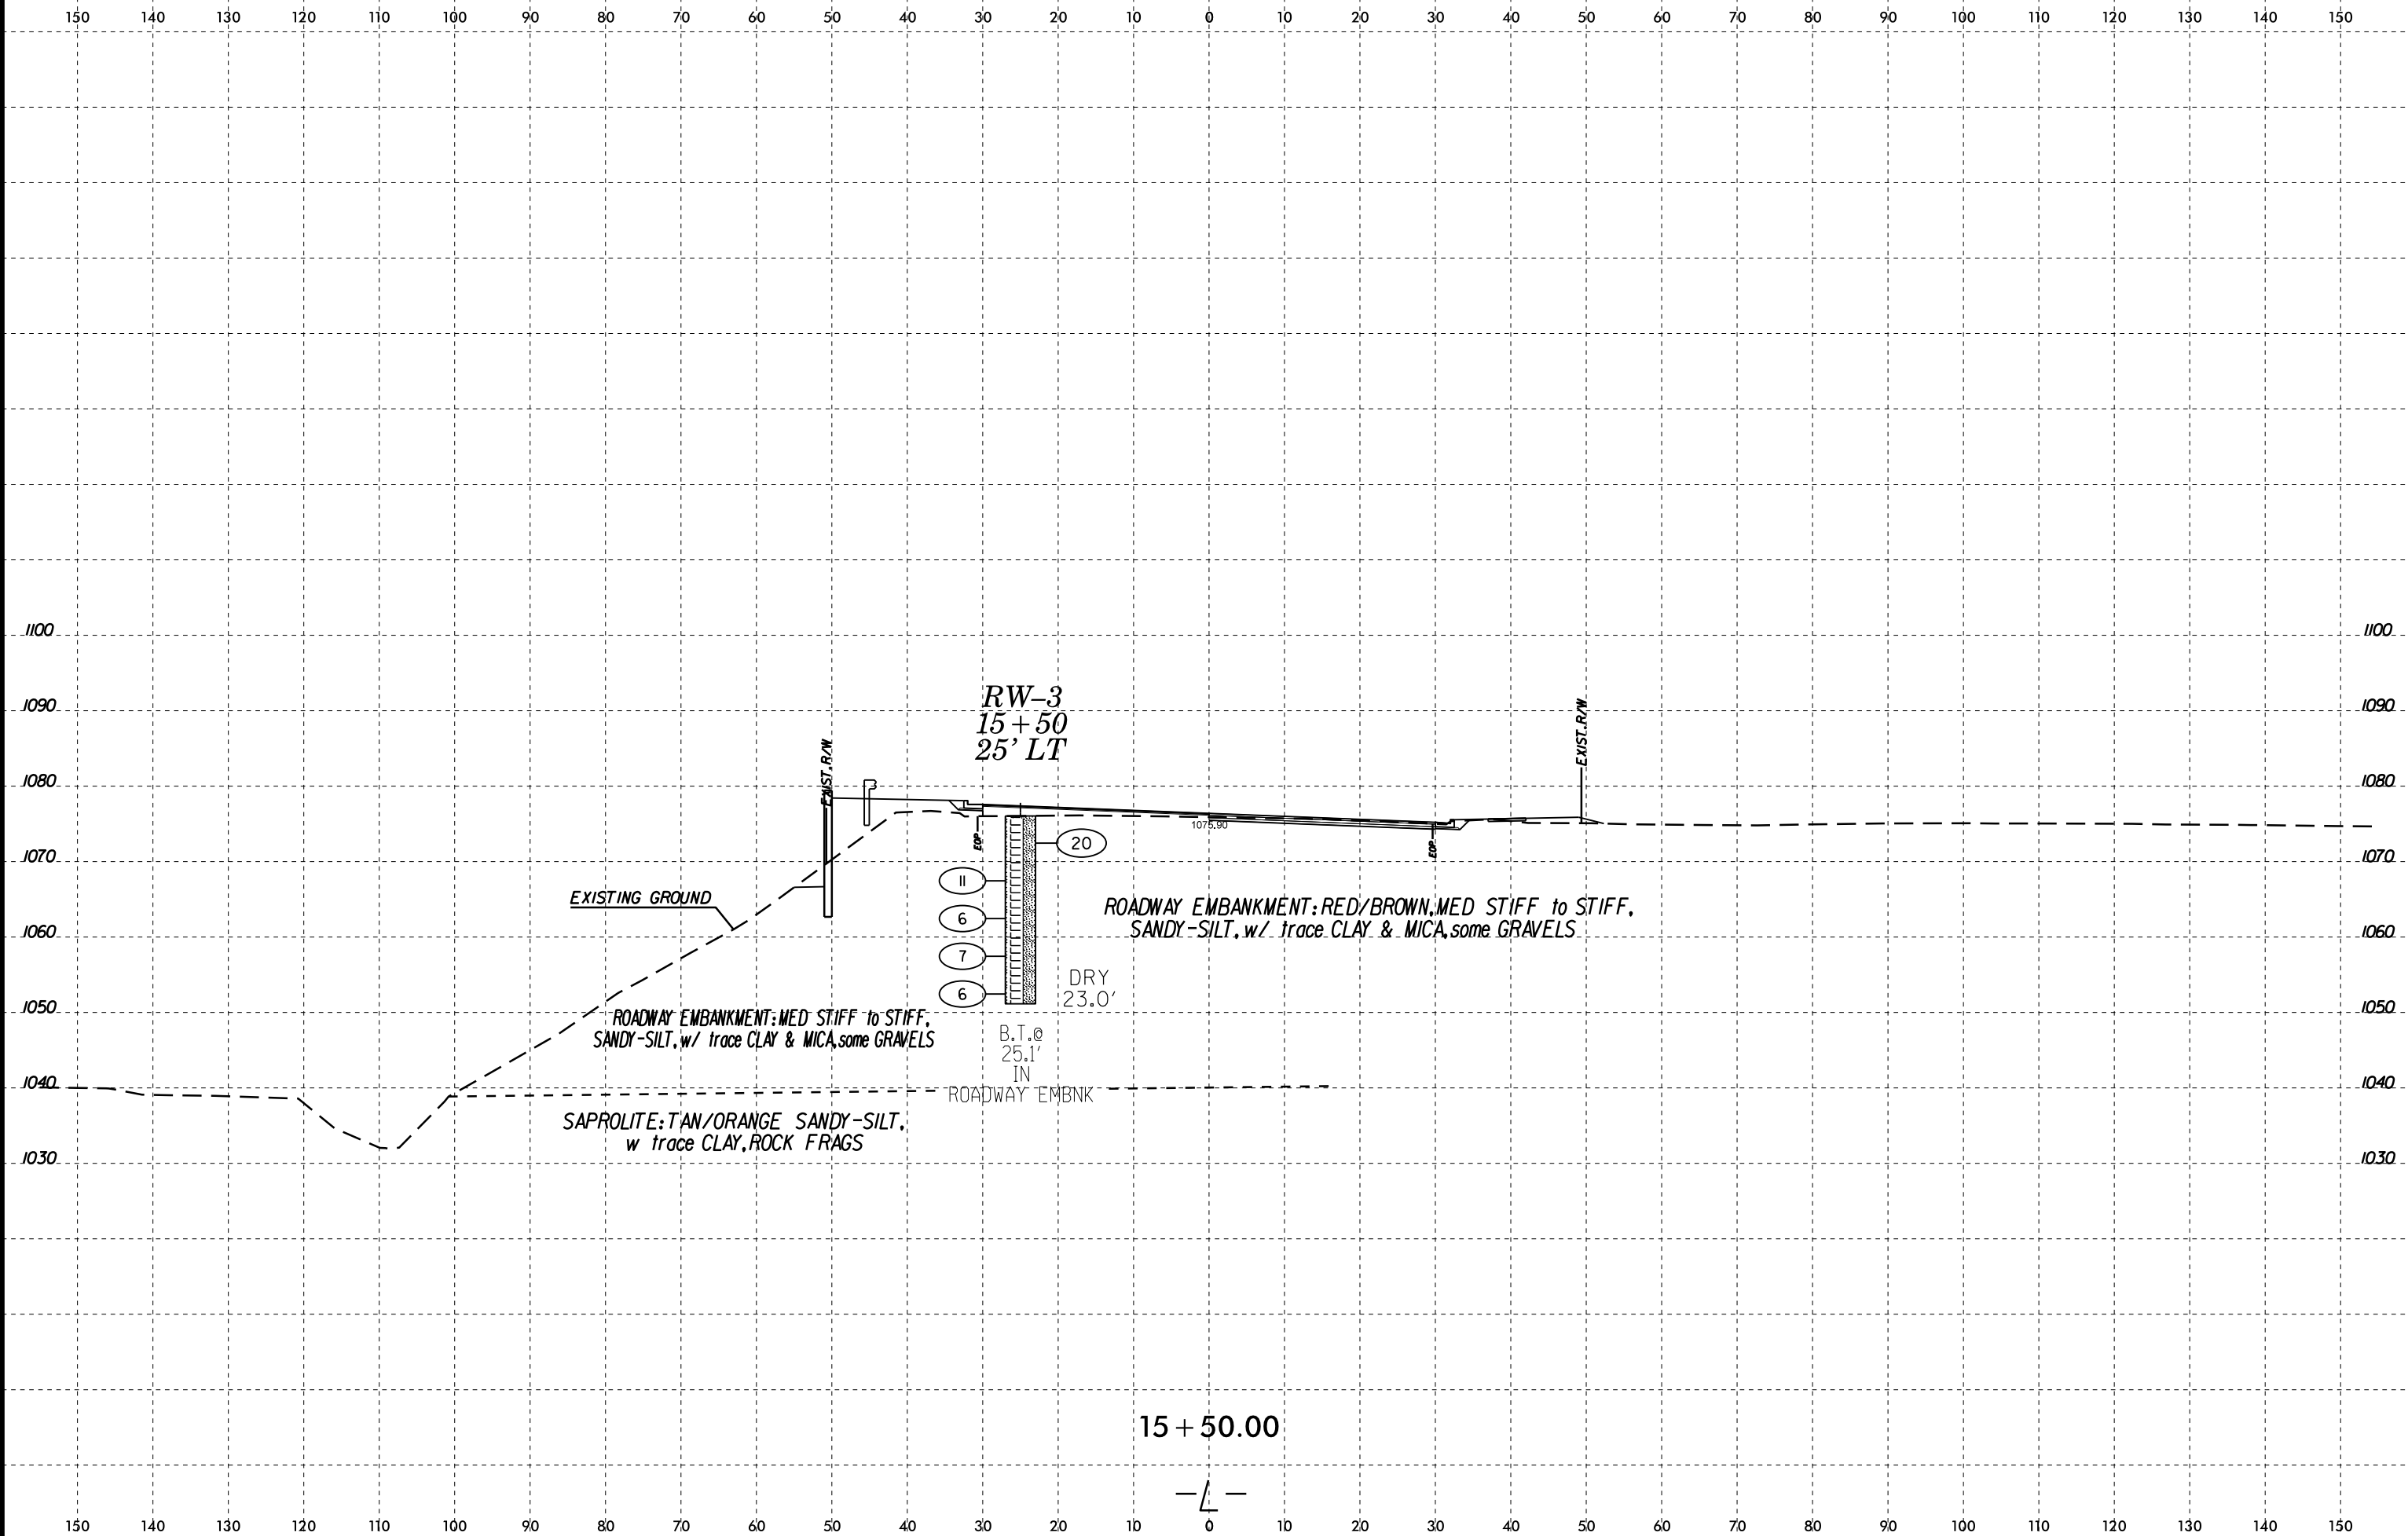 150 140 130 120 110 100 90 80 70 60 50 40 30 20 10 0 10 20 30 40 50 60 70 80 90 100 110 120 130 140 150
1100 1100
RW-3
15+50
25' LT
1090 1090
EXIST. R/W
EXIST. R/W
1080 1080
1075.90
EOP
EOP
20
1070 1070
11
EXISTING GROUND
6
ROADWAY EMBANKMENT: RED/BROWN, MED STIFF to STIFF,
SANDY-SILT, w/ trace CLAY & MICA, some GRAVELS
1060 1060
7
DRY
23.0'
6
1050 1050
ROADWAY EMBANKMENT: MED STIFF to STIFF,
SANDY-SILT, w/ trace CLAY & MICA, some GRAVELS
B.T.@
25.1'
IN
ROADWAY EMBNK
1040 1040
SAPROLITE: TAN/ORANGE SANDY-SILT,
w trace CLAY, ROCK FRAGS
1030 1030
15+50.00
-L-
150 140 130 120 110 100 90 80 70 60 50 40 30 20 10 0 10 20 30 40 50 60 70 80 90 100 110 120 130 140 150